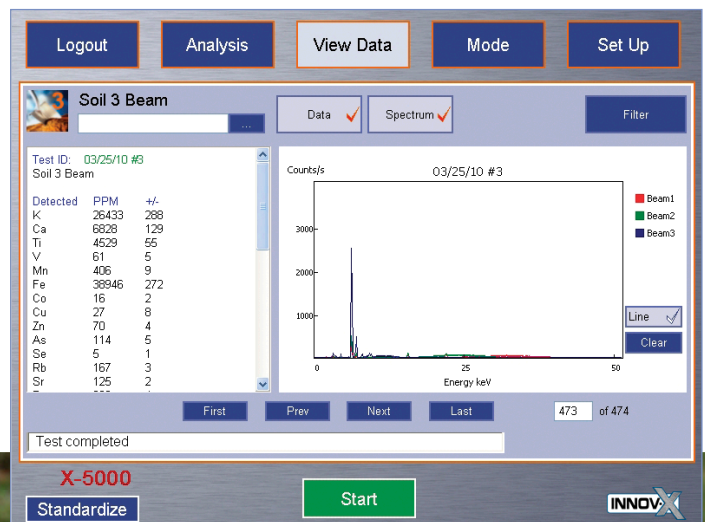 Logout Analysis View Data Mode Set Up
3 Soil 3 Beam
... Data Spectrum Filter
Test ID: 03/25/10 #3
Soil 3 Beam
Detected PPM +/-
K 26433 288
Ca 6828 129
Ti 4529 55
V 61 5
Mn 406 9
Fe 38946 272
Co 16 2
Cu 27 8
Zn 70 4
As 114 5
Se 5 1
Rb 167 3
Sr 125 2
Counts/s 03/25/10 #3
Beam1
Beam2
Beam3
3000
2000
1000
0 25 50
Energy keV
Line
Clear
First Prev Next Last 473 of 474
Test completed
X-5000
Standardize Start INNOV-X